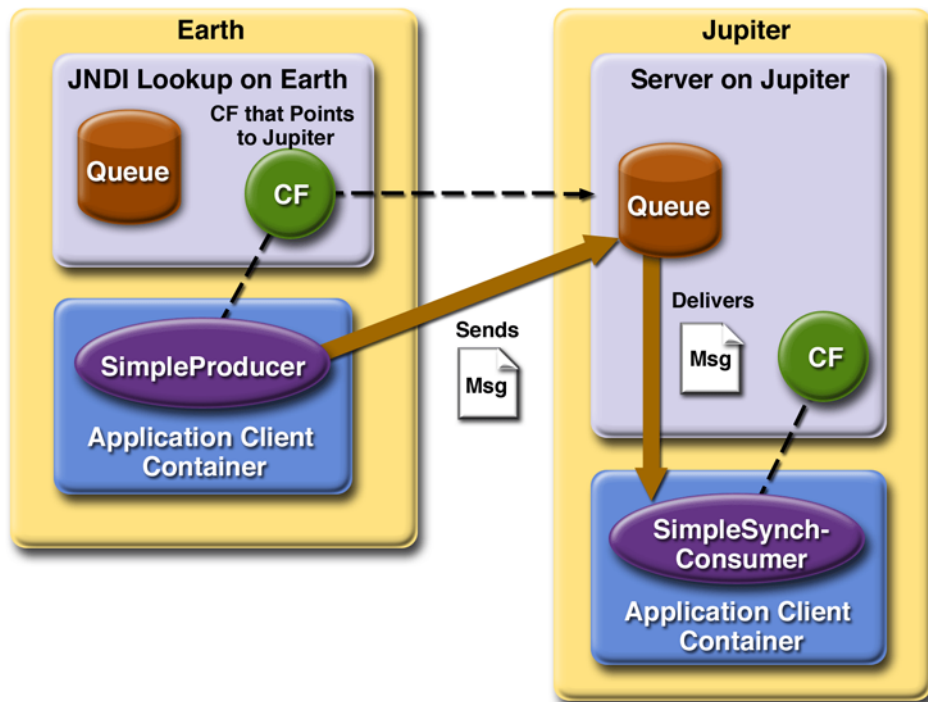 Earth
JNDI Lookup on Earth
CF that Points
to Jupiter
Queue
CF
SimpleProducer
Application Client
Container
Sends
Msg
Jupiter
Server on Jupiter
Queue
Delivers
Msg
CF
SimpleSynch-
Consumer
Application Client
Container